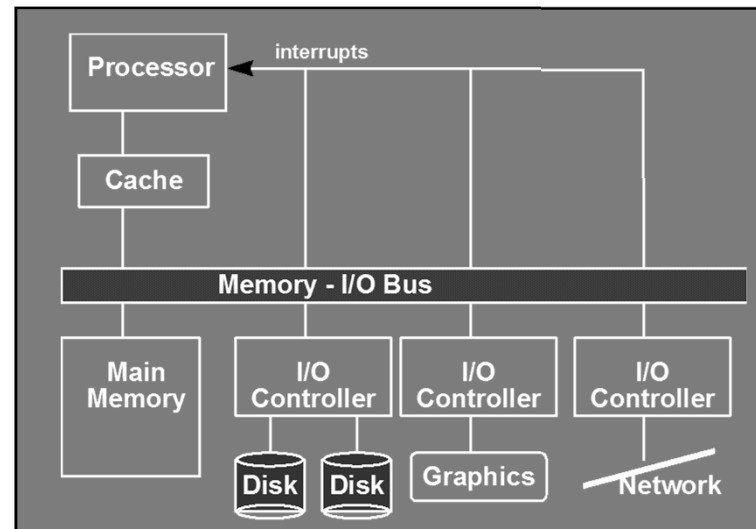 Processor
interrupts
Cache
Memory - I/O Bus
Main
Memory
I/O
Controller
I/O
Controller
I/O
Controller
Disk
Disk
Graphics
Network